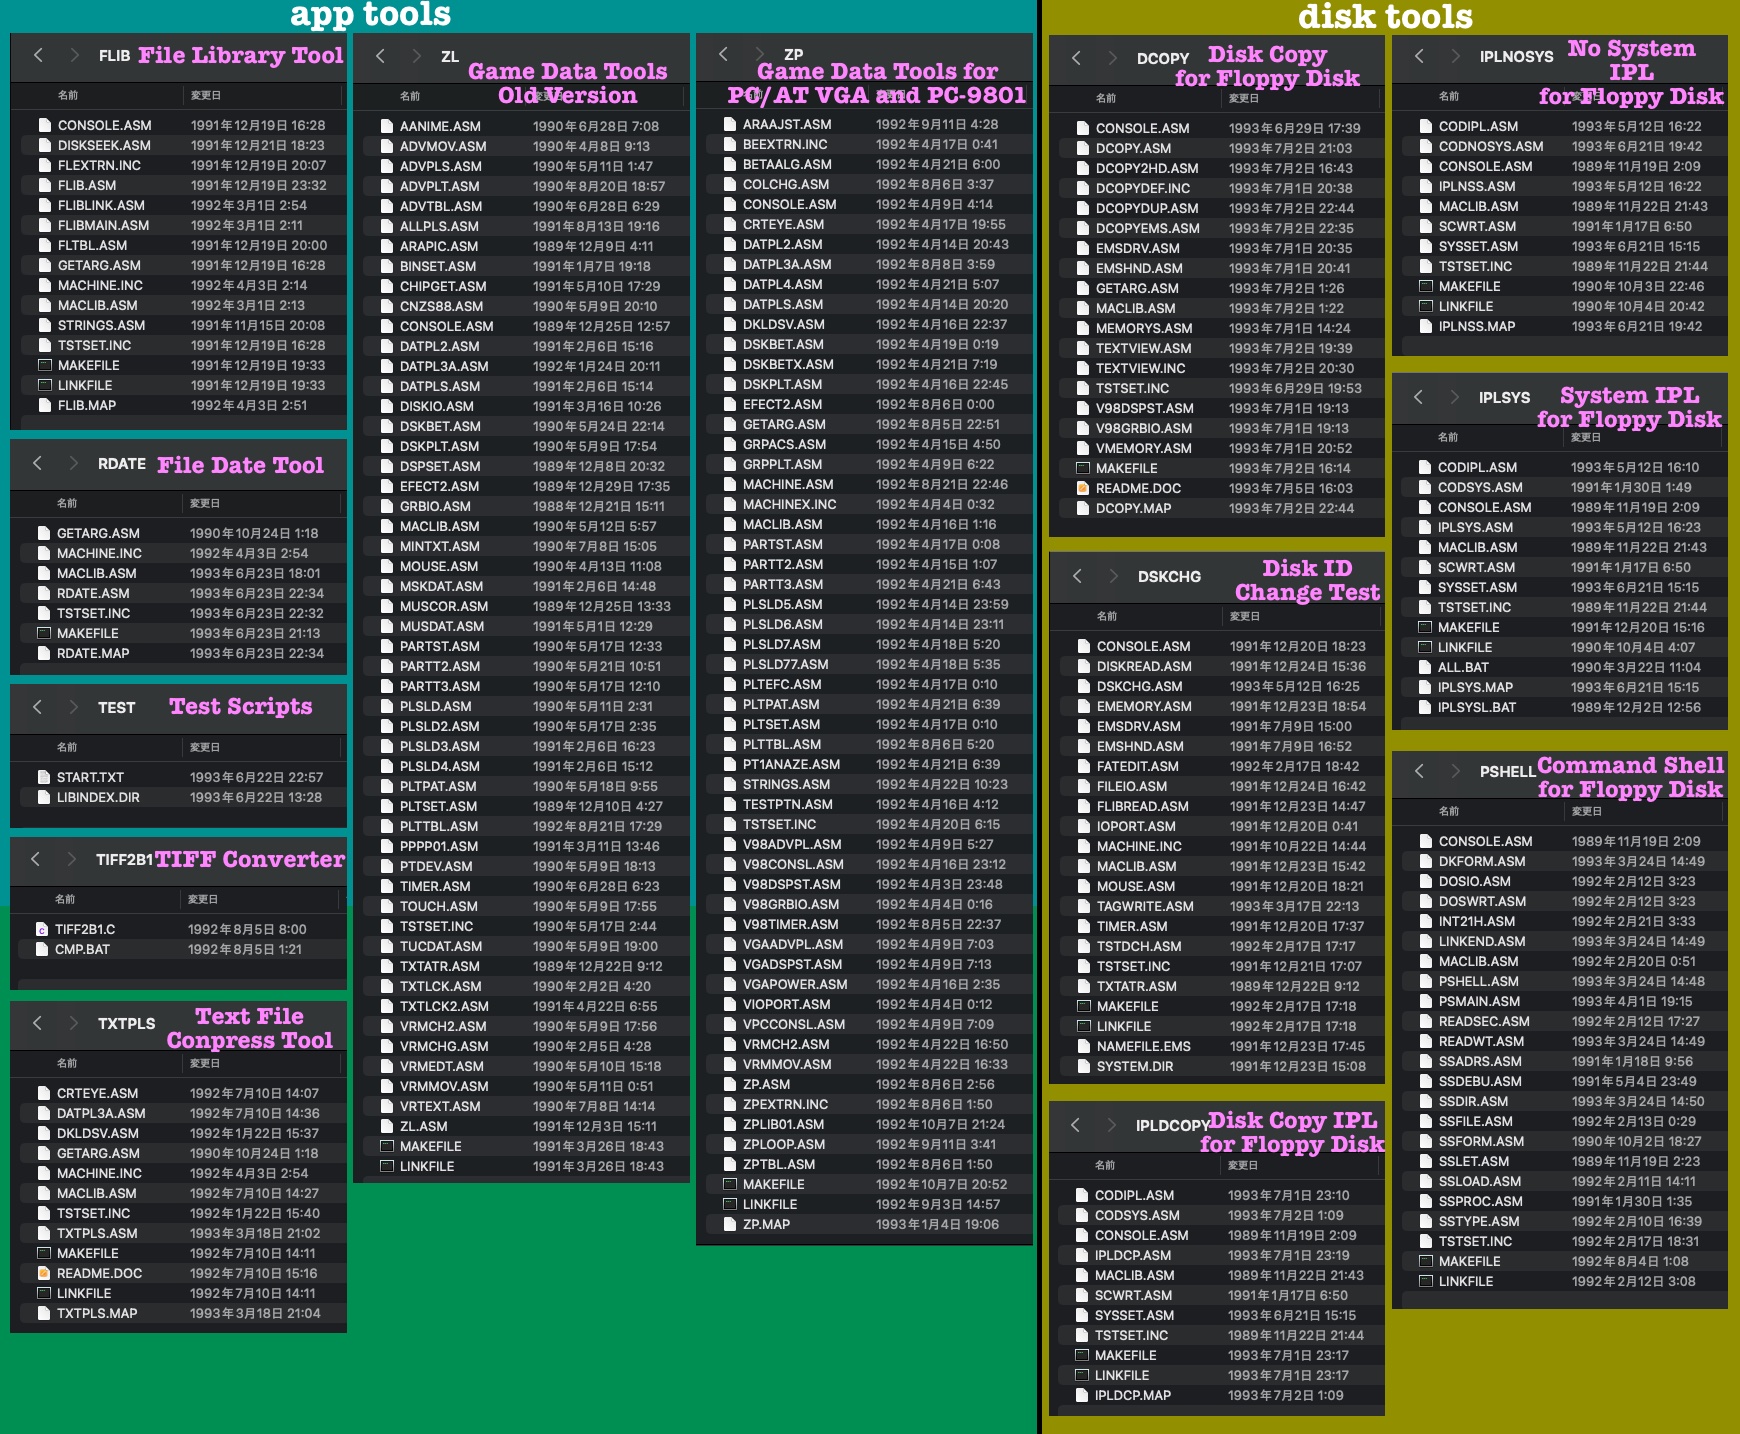 app tools
FLIB File Library Tool
名前 変更日
CONSOLE.ASM 1991年12月19日 16:28
DISKSEEK.ASM 1991年12月21日 18:23
FLEXTRN.INC 1991年12月19日 20:07
FLIB.ASM 1991年12月19日 23:32
FLIBLINK.ASM 1992年3月1日 2:54
FLIBMAIN.ASM 1992年3月1日 2:11
FLTBL.ASM 1991年12月19日 20:00
GETARG.ASM 1991年12月19日 16:28
MACHINE.INC 1992年4月3日 2:14
MACLIB.ASM 1992年3月1日 2:13
STRINGS.ASM 1991年11月15日 20:08
TSTSET.INC 1991年12月19日 16:28
MAKEFILE 1991年12月19日 19:33
LINKFILE 1991年12月19日 19:33
FLIB.MAP 1992年4月3日 2:51
RDATE File Date Tool
名前 変更日
GETARG.ASM 1990年10月24日 1:18
MACHINE.INC 1992年4月3日 2:54
MACLIB.ASM 1993年6月23日 18:01
RDATE.ASM 1993年6月23日 22:34
TSTSET.INC 1993年6月23日 22:32
MAKEFILE 1993年6月23日 21:13
RDATE.MAP 1993年6月23日 22:34
TEST Test Scripts
名前 変更日
START.TXT 1993年6月22日 22:57
LIBINDEX.DIR 1993年6月22日 13:28
TIFF2B1 TIFF Converter
名前 変更日
TIFF2B1.C 1992年8月5日 8:00
CMP.BAT 1992年8月5日 1:21
TXTPLS Text File
Conpress Tool
名前 変更日
CRTEYE.ASM 1992年7月10日 14:07
DATPL3A.ASM 1992年7月10日 14:36
DKLDSV.ASM 1992年1月22日 15:37
GETARG.ASM 1990年10月24日 1:18
MACHINE.INC 1992年4月3日 2:54
MACLIB.ASM 1992年7月10日 14:27
TSTSET.INC 1992年1月22日 15:40
TXTPLS.ASM 1993年3月18日 21:02
MAKEFILE 1992年7月10日 14:11
README.DOC 1992年7月10日 15:16
LINKFILE 1992年7月10日 14:11
TXTPLS.MAP 1993年3月18日 21:04
ZL Game Data Tools
Old Version
名前 変更日
AANIME.ASM 1990年6月28日 7:08
ADVMOV.ASM 1990年4月8日 9:13
ADVPLS.ASM 1990年5月11日 1:47
ADVPLT.ASM 1990年8月20日 18:57
ADVTBL.ASM 1990年6月28日 6:29
ALLPLS.ASM 1991年8月13日 19:16
ARAPIC.ASM 1989年12月9日 4:11
BINSET.ASM 1991年1月7日 19:18
CHIPGET.ASM 1991年5月10日 17:29
CNZS88.ASM 1990年5月9日 20:10
CONSOLE.ASM 1989年12月25日 12:57
DATPL2.ASM 1991年2月6日 15:16
DATPL3A.ASM 1992年1月24日 20:11
DATPLS.ASM 1991年2月6日 15:14
DISKIO.ASM 1991年3月16日 10:26
DSKBET.ASM 1990年5月24日 22:14
DSKPLT.ASM 1990年5月9日 17:54
DSPSET.ASM 1989年12月8日 20:32
EFECT2.ASM 1989年12月29日 17:35
GRBIO.ASM 1988年12月21日 15:11
MACLIB.ASM 1990年5月12日 5:57
MINTXT.ASM 1990年7月8日 15:05
MOUSE.ASM 1990年4月13日 11:08
MSKDAT.ASM 1991年2月6日 14:48
MUSCOR.ASM 1989年12月25日 13:33
MUSDAT.ASM 1991年5月1日 12:29
PARTST.ASM 1990年5月17日 12:33
PARTT2.ASM 1990年5月21日 10:51
PARTT3.ASM 1990年5月17日 12:10
PLSLD.ASM 1990年5月11日 2:31
PLSLD2.ASM 1990年5月17日 2:35
PLSLD3.ASM 1991年2月6日 16:23
PLSLD4.ASM 1991年2月6日 15:12
PLTPAT.ASM 1990年5月18日 9:55
PLTSET.ASM 1989年12月10日 4:27
PLTTBL.ASM 1992年8月21日 17:29
PPPP01.ASM 1991年3月11日 13:46
PTDEV.ASM 1990年5月9日 18:13
TIMER.ASM 1990年6月28日 6:23
TOUCH.ASM 1990年5月9日 17:55
TSTSET.INC 1990年5月17日 2:44
TUCDAT.ASM 1990年5月9日 19:00
TXTATR.ASM 1989年12月22日 9:12
TXTLCK.ASM 1990年2月2日 4:20
TXTLCK2.ASM 1991年4月22日 6:55
VRMCH2.ASM 1990年5月9日 17:56
VRMCHG.ASM 1990年2月5日 4:28
VRMEDT.ASM 1990年5月10日 15:18
VRMMOV.ASM 1990年5月11日 0:51
VRTEXT.ASM 1990年7月8日 14:14
ZL.ASM 1991年12月3日 15:11
MAKEFILE 1991年3月26日 18:43
LINKFILE 1991年3月26日 18:43
ZP Game Data Tools for
PC/AT VGA and PC-9801
ARAAJST.ASM 1992年9月11日 4:28
BEEXTRN.INC 1992年4月17日 0:41
BETAALG.ASM 1992年4月21日 6:00
COLCHG.ASM 1992年8月6日 3:37
CONSOLE.ASM 1992年4月9日 4:14
CRTEYE.ASM 1992年4月17日 19:55
DATPL2.ASM 1992年4月14日 20:43
DATPL3A.ASM 1992年8月8日 3:59
DATPL4.ASM 1992年4月21日 5:07
DATPLS.ASM 1992年4月14日 20:20
DKLDSV.ASM 1992年4月16日 22:37
DSKBET.ASM 1992年4月19日 0:19
DSKBETX.ASM 1992年4月21日 7:19
DSKPLT.ASM 1992年4月16日 22:45
EFECT2.ASM 1992年8月6日 0:00
GETARG.ASM 1992年8月5日 22:51
GRPACS.ASM 1992年4月15日 4:50
GRPPLT.ASM 1992年4月9日 6:22
MACHINE.ASM 1992年8月21日 22:46
MACHINEX.INC 1992年4月4日 0:32
MACLIB.ASM 1992年4月16日 1:16
PARTST.ASM 1992年4月17日 0:08
PARTT2.ASM 1992年4月15日 1:07
PARTT3.ASM 1992年4月21日 6:43
PLSLD5.ASM 1992年4月14日 23:59
PLSLD6.ASM 1992年4月14日 23:11
PLSLD7.ASM 1992年4月18日 5:20
PLSLD77.ASM 1992年4月18日 5:35
PLTEFC.ASM 1992年4月17日 0:10
PLTPAT.ASM 1992年4月21日 6:39
PLTSET.ASM 1992年4月17日 0:10
PLTTBL.ASM 1992年8月6日 5:20
PT1ANAZE.ASM 1992年4月21日 6:39
STRINGS.ASM 1992年4月22日 10:23
TESTPTN.ASM 1992年4月16日 4:12
TSTSET.INC 1992年4月20日 6:15
V98ADVPL.ASM 1992年4月9日 5:27
V98CONSL.ASM 1992年4月16日 23:12
V98DSPST.ASM 1992年4月3日 23:48
V98GRBIO.ASM 1992年4月4日 0:16
V98TIMER.ASM 1992年8月5日 22:37
VGAADVPL.ASM 1992年4月9日 7:03
VGADSPST.ASM 1992年4月9日 7:13
VGAPOWER.ASM 1992年4月16日 2:35
VIOPORT.ASM 1992年4月4日 0:12
VPCCONSL.ASM 1992年4月9日 7:09
VRMCH2.ASM 1992年4月22日 16:50
VRMMOV.ASM 1992年4月22日 16:33
ZP.ASM 1992年8月6日 2:56
ZPEXTRN.INC 1992年8月6日 1:50
ZPLIB01.ASM 1992年10月7日 21:24
ZPLOOP.ASM 1992年9月11日 3:41
ZPTBL.ASM 1992年8月6日 1:50
MAKEFILE 1992年10月7日 20:52
LINKFILE 1992年9月3日 14:57
ZP.MAP 1993年1月4日 19:06
disk tools
DCOPY Disk Copy
for Floppy Disk
名前 変更日
CONSOLE.ASM 1993年6月29日 17:39
DCOPY.ASM 1993年7月2日 21:03
DCOPY2HD.ASM 1993年7月2日 16:43
DCOPYDEF.INC 1993年7月1日 20:38
DCOPYDUP.ASM 1993年7月2日 22:44
DCOPYEMS.ASM 1993年7月2日 22:35
EMSDRV.ASM 1993年7月1日 20:35
EMSHND.ASM 1993年7月1日 20:41
GETARG.ASM 1993年7月2日 1:26
MACLIB.ASM 1993年7月2日 1:22
MEMORYS.ASM 1993年7月1日 14:24
TEXTVIEW.ASM 1993年7月2日 19:39
TEXTVIEW.INC 1993年7月2日 20:30
TSTSET.INC 1993年6月29日 19:53
V98DSPST.ASM 1993年7月1日 19:13
V98GRBIO.ASM 1993年7月1日 19:13
VMEMORY.ASM 1993年7月1日 20:52
MAKEFILE 1993年7月2日 16:14
README.DOC 1993年7月5日 16:03
DCOPY.MAP 1993年7月2日 22:44
DSKCHG Disk ID
Change Test
名前 変更日
CONSOLE.ASM 1991年12月20日 18:23
DISKREAD.ASM 1991年12月24日 15:36
DSKCHG.ASM 1993年5月12日 16:25
EMEMORY.ASM 1991年12月23日 18:54
EMSDRV.ASM 1991年7月9日 15:00
EMSHND.ASM 1991年7月9日 16:52
FATEDIT.ASM 1992年2月17日 18:42
FILEIO.ASM 1991年12月24日 16:42
FLIBREAD.ASM 1991年12月23日 14:47
IOPORT.ASM 1991年12月20日 0:41
MACHINE.INC 1991年10月22日 14:44
MACLIB.ASM 1991年12月23日 15:42
MOUSE.ASM 1991年12月20日 18:21
TAGWRITE.ASM 1993年3月17日 22:13
TIMER.ASM 1991年12月20日 17:37
TSTDCH.ASM 1992年2月17日 17:17
TSTSET.INC 1991年12月21日 17:07
TXTATR.ASM 1989年12月22日 9:12
MAKEFILE 1992年2月17日 17:18
LINKFILE 1992年2月17日 17:18
NAMEFILE.EMS 1991年12月23日 17:45
SYSTEM.DIR 1991年12月23日 15:08
IPLDCOPY Disk Copy IPL
for Floppy Disk
名前 変更日
CODIPL.ASM 1993年7月1日 23:10
CODSYS.ASM 1993年7月2日 1:09
CONSOLE.ASM 1989年11月19日 2:09
IPLDCP.ASM 1993年7月1日 23:19
MACLIB.ASM 1989年11月22日 21:43
SCWRT.ASM 1991年1月17日 6:50
SYSSET.ASM 1993年6月21日 15:15
TSTSET.INC 1989年11月22日 21:44
MAKEFILE 1993年7月1日 23:17
LINKFILE 1993年7月1日 23:17
IPLDCP.MAP 1993年7月2日 1:09
IPLNOSYS No System
IPL
for Floppy Disk
名前
CODIPL.ASM 1993年5月12日 16:22
CODNOSYS.ASM 1993年6月21日 19:42
CONSOLE.ASM 1989年11月19日 2:09
IPLNSS.ASM 1993年5月12日 16:22
MACLIB.ASM 1989年11月22日 21:43
SCWRT.ASM 1991年1月17日 6:50
SYSSET.ASM 1993年6月21日 15:15
TSTSET.INC 1989年11月22日 21:44
MAKEFILE 1990年10月3日 22:46
LINKFILE 1990年10月4日 20:42
IPLNSS.MAP 1993年6月21日 19:42
IPLSYS System IPL
for Floppy Disk
名前 変更日
CODIPL.ASM 1993年5月12日 16:10
CODSYS.ASM 1991年1月30日 1:49
CONSOLE.ASM 1989年11月19日 2:09
IPLSYS.ASM 1993年5月12日 16:23
MACLIB.ASM 1989年11月22日 21:43
SCWRT.ASM 1991年1月17日 6:50
SYSSET.ASM 1993年6月21日 15:15
TSTSET.INC 1989年11月22日 21:44
MAKEFILE 1991年12月20日 15:16
LINKFILE 1990年10月4日 4:07
ALL.BAT 1990年3月22日 11:04
IPLSYS.MAP 1993年6月21日 15:15
IPLSYSL.BAT 1989年12月2日 12:56
PSHELL Command Shell
for Floppy Disk
名前 変更日
CONSOLE.ASM 1989年11月19日 2:09
DKFORM.ASM 1993年3月24日 14:49
DOSIO.ASM 1992年2月12日 3:23
DOSWRT.ASM 1992年2月12日 3:23
INT21H.ASM 1992年2月21日 3:33
LINKEND.ASM 1993年3月24日 14:49
MACLIB.ASM 1992年2月20日 0:51
PSHELL.ASM 1993年3月24日 14:48
PSMAIN.ASM 1993年4月1日 19:15
READSEC.ASM 1992年2月12日 17:27
READWT.ASM 1993年3月24日 14:49
SSADRS.ASM 1991年1月18日 9:56
SSDEBU.ASM 1991年5月4日 23:49
SSDIR.ASM 1993年3月24日 14:50
SSFILE.ASM 1992年2月13日 0:29
SSFORM.ASM 1990年10月2日 18:27
SSLET.ASM 1989年11月19日 2:23
SSLOAD.ASM 1992年2月11日 14:11
SSPROC.ASM 1991年1月30日 1:35
SSTYPE.ASM 1992年2月10日 16:39
TSTSET.INC 1992年2月17日 18:31
MAKEFILE 1992年8月4日 1:08
LINKFILE 1992年2月12日 3:08